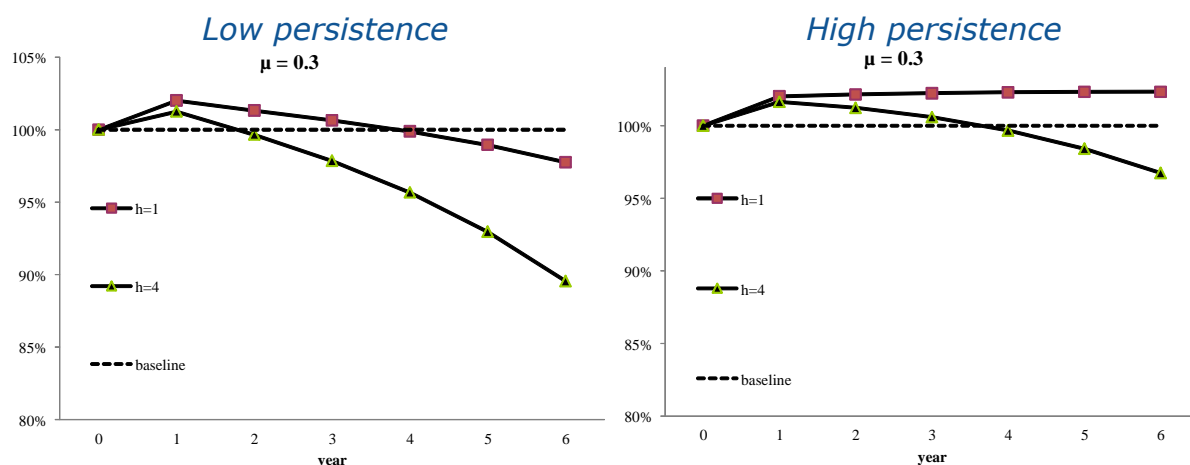 Low persistence
μ = 0.3
105%
100%
95%
90%
85%
80%
h=1
h=4
baseline
0 1 2 3 4 5 6
year
High persistence
μ = 0.3
100%
95%
90%
85%
80%
h=1
h=4
baseline
0 1 2 3 4 5 6
year